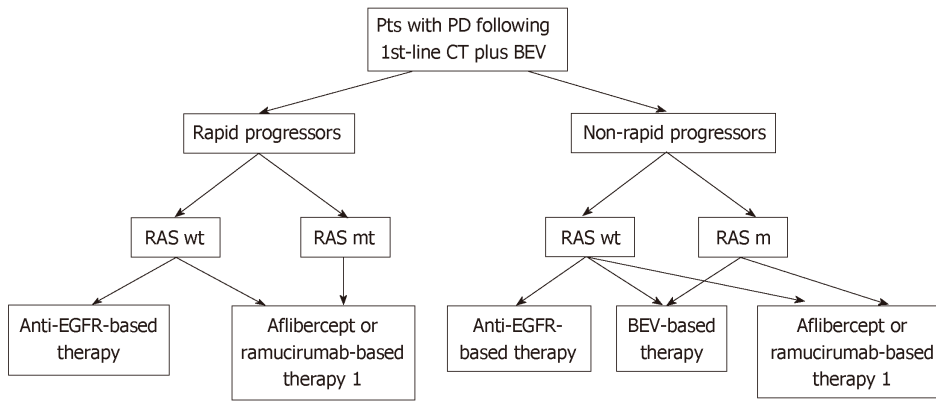 Pts with PD following
1st-line CT plus BEV
Rapid progressors
Non-rapid progressors
RAS wt
RAS mt
RAS wt
RAS m
Anti-EGFR-based
therapy
Aflibercept or
ramucirumab-based
therapy 1
Anti-EGFR-
based therapy
BEV-based
therapy
Aflibercept or
ramucirumab-based
therapy 1